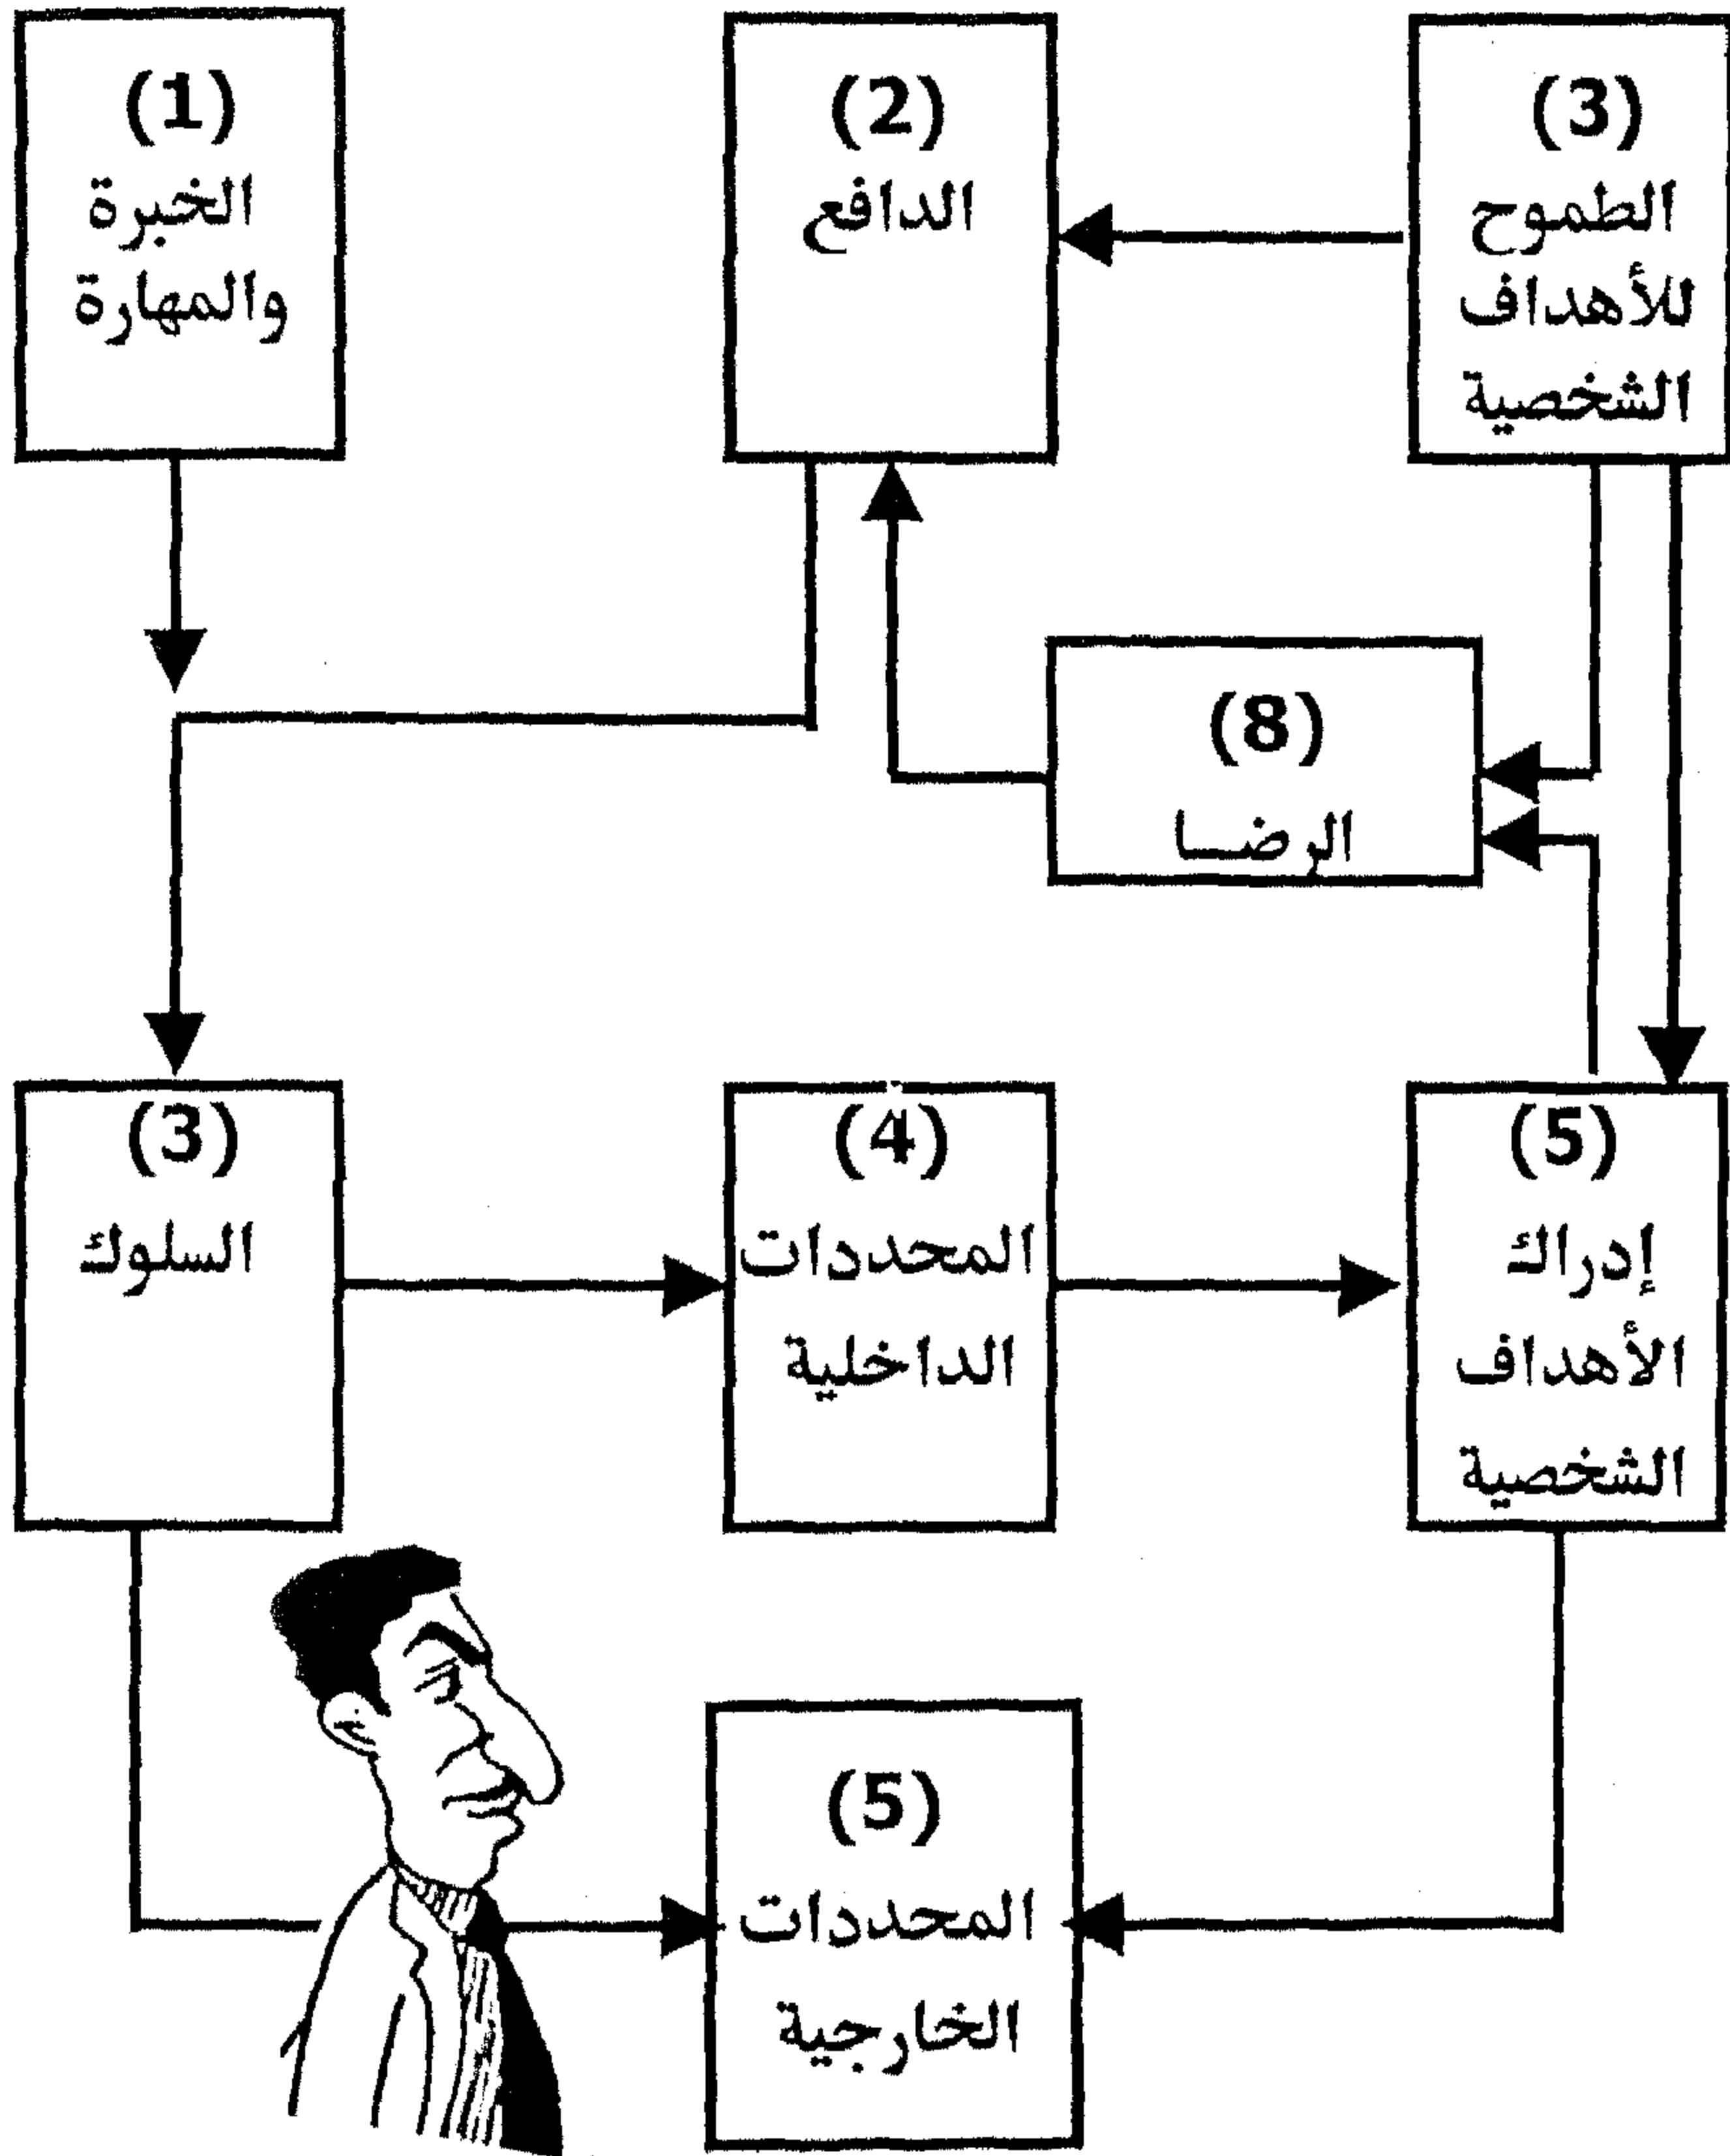 (1)
الخبرة
والمهارة
(2)
الدافع
(3)
الطموح
للأهداف
الشخصية
(8)
الرضا
(3)
السلوك
(4)
المحددات
الداخلية
(5)
إدراك
الأهداف
الشخصية
(5)
المحددات
الخارجية